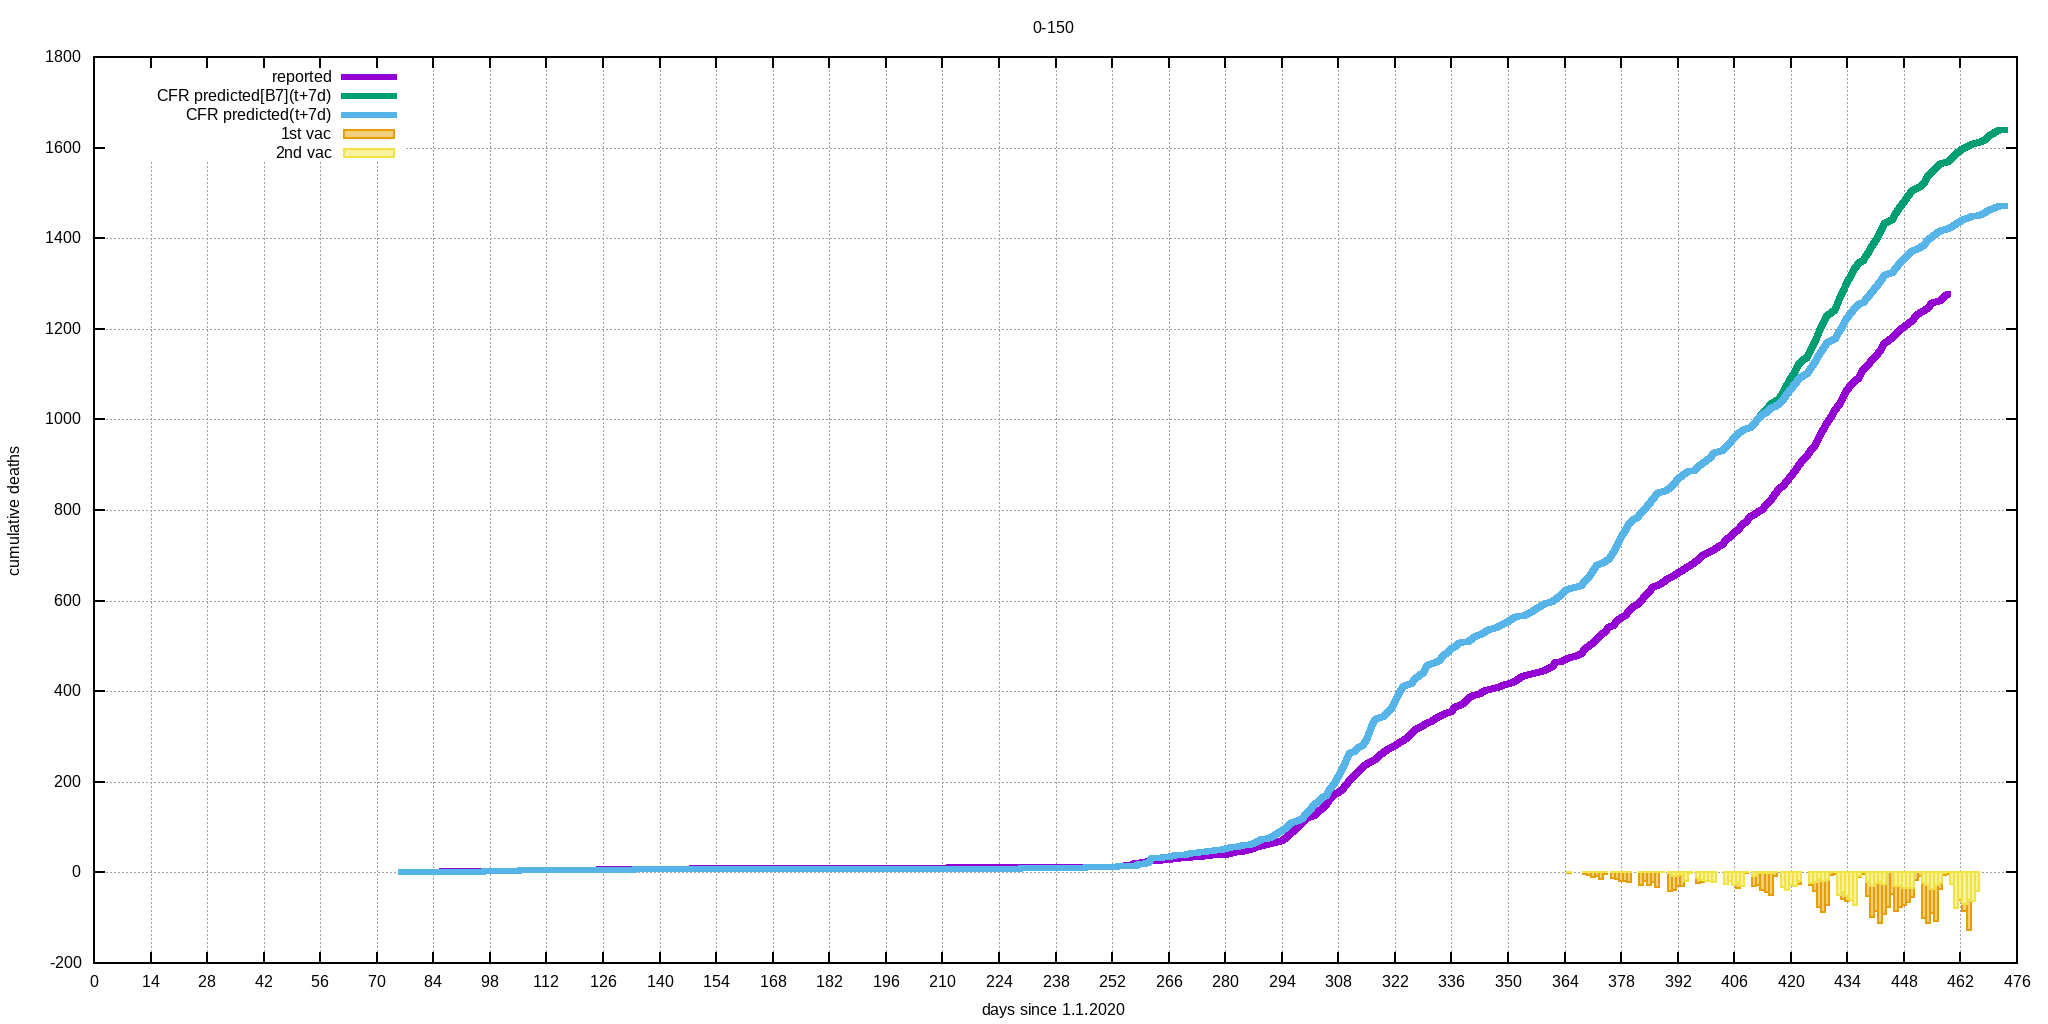 0-150
1800
1600
1400
1200
1000
800
600
400
200
0
-200
cumulative deaths
reported
CFR predicted[B7](t+7d)
CFR predicted(t+7d)
1st vac
2nd vac
0 14 28 42 56 70 84 98 112 126 140 154 168 182 196 210 224 238 252 266 280 294 308 322 336 350 364 378 392 406 420 434 448 462 476
days since 1.1.2020